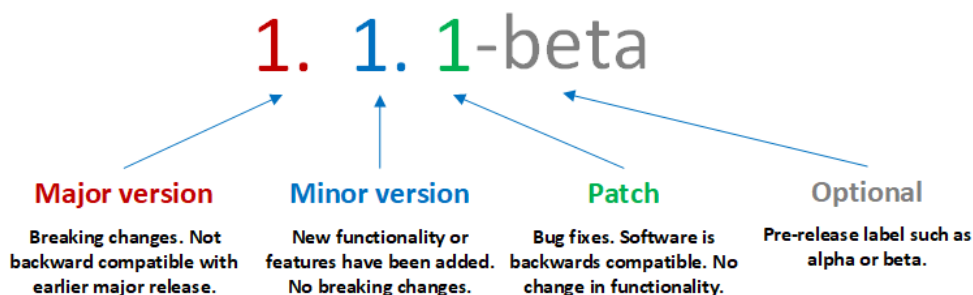 1. 1. 1-beta
Major version
Minor version
Patch
Optional
Breaking changes. Not
backward compatible with
earlier major release.
New functionality or
features have been added.
No breaking changes.
Bug fixes. Software is
backwards compatible. No
change in functionality.
Pre-release label such as
alpha or beta.